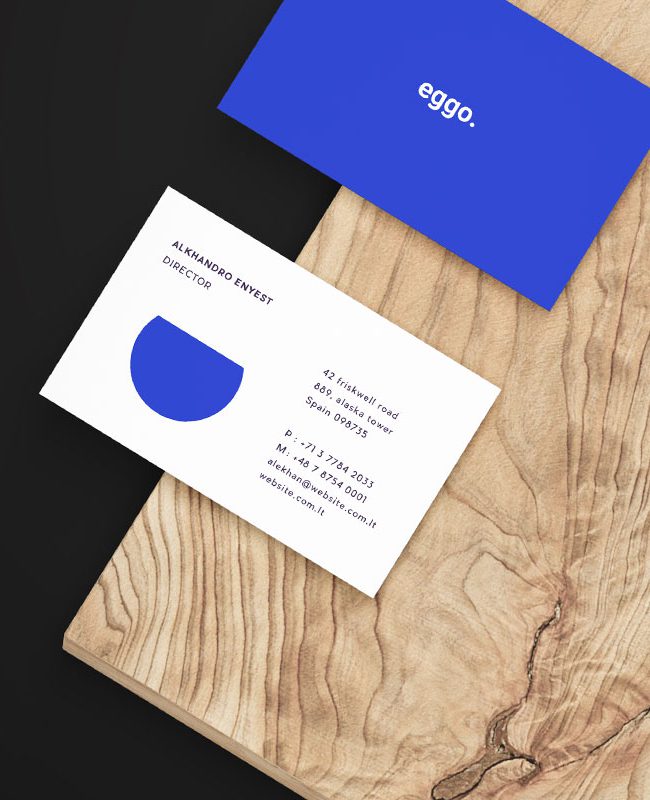 eggo.
ALKHANDRO ENYEST
DIRECTOR
42 friskwell road
889, alaska tower
Spain 098735
P : +71 3 7784 2033
M : +48 7 8754 0001
alekhan@website.com.lt
website.com.lt